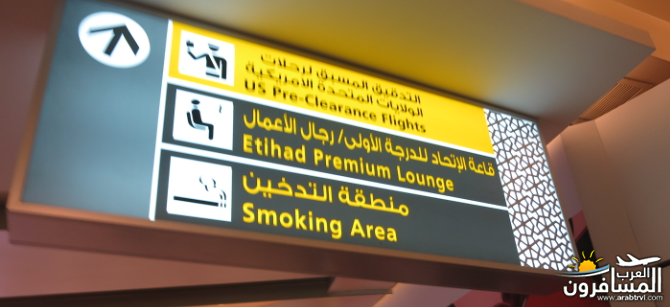 التدقيق المسبق لرحلات
الولايات المتحدة الامريكية
US Pre-Clearance Flights
قاعة الإتحاد للدرجة الأولى/ رجال الأعمال
Etihad Premium Lounge
منطقة التدخين
Smoking Area
العرب
المسافرون
www.arabtrvl.com